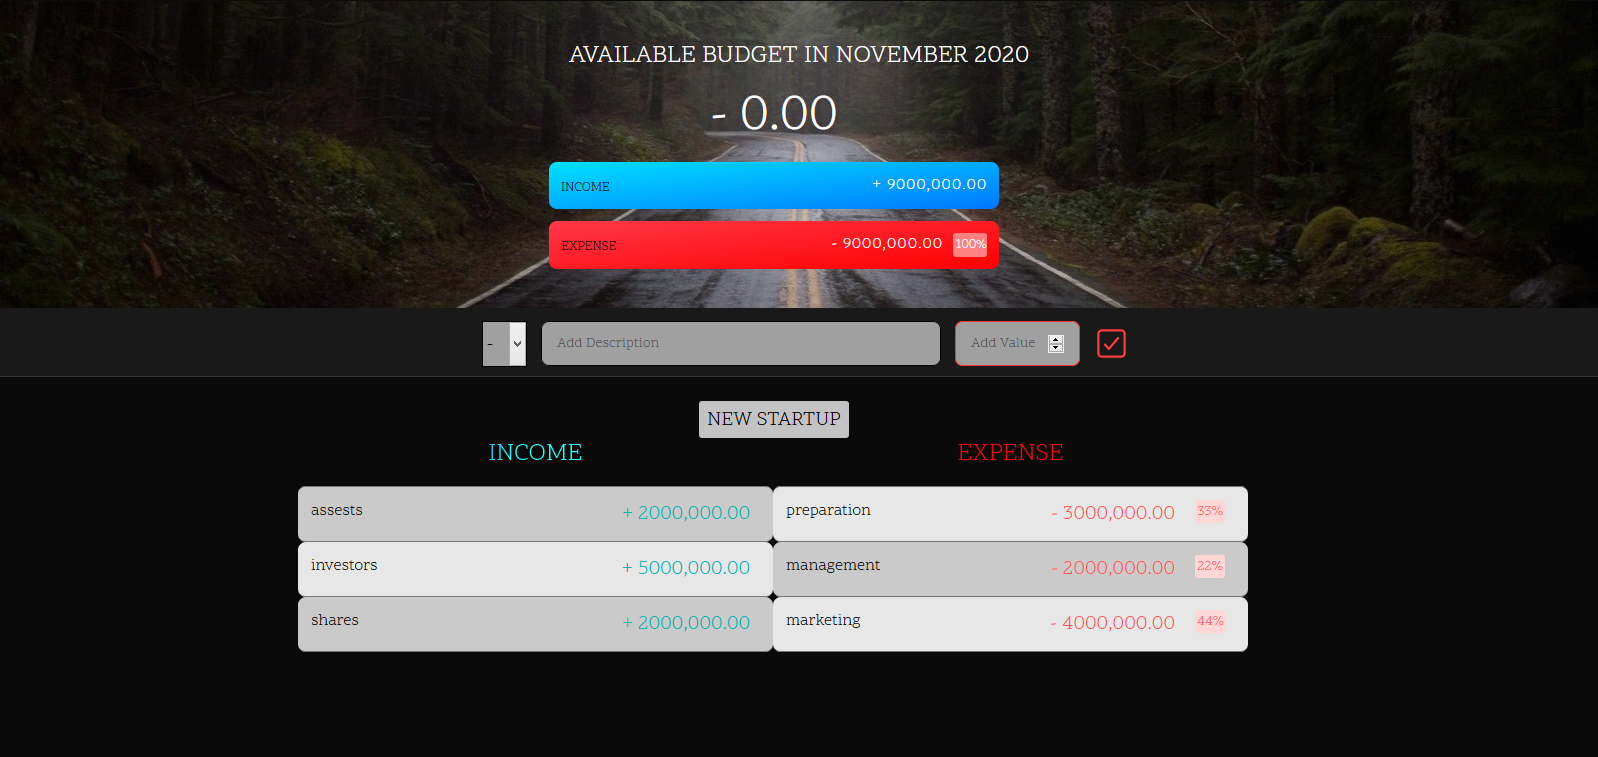 AVAILABLE BUDGET IN NOVEMBER 2020
- 0.00
INCOME + 9000,000.00
EXPENSE - 9000,000.00 100%
- Add Description Add Value
NEW STARTUP
INCOME EXPENSE
assests + 2000,000.00 preparation - 3000,000.00 33%
investors + 5000,000.00 management - 2000,000.00 22%
shares + 2000,000.00 marketing - 4000,000.00 44%